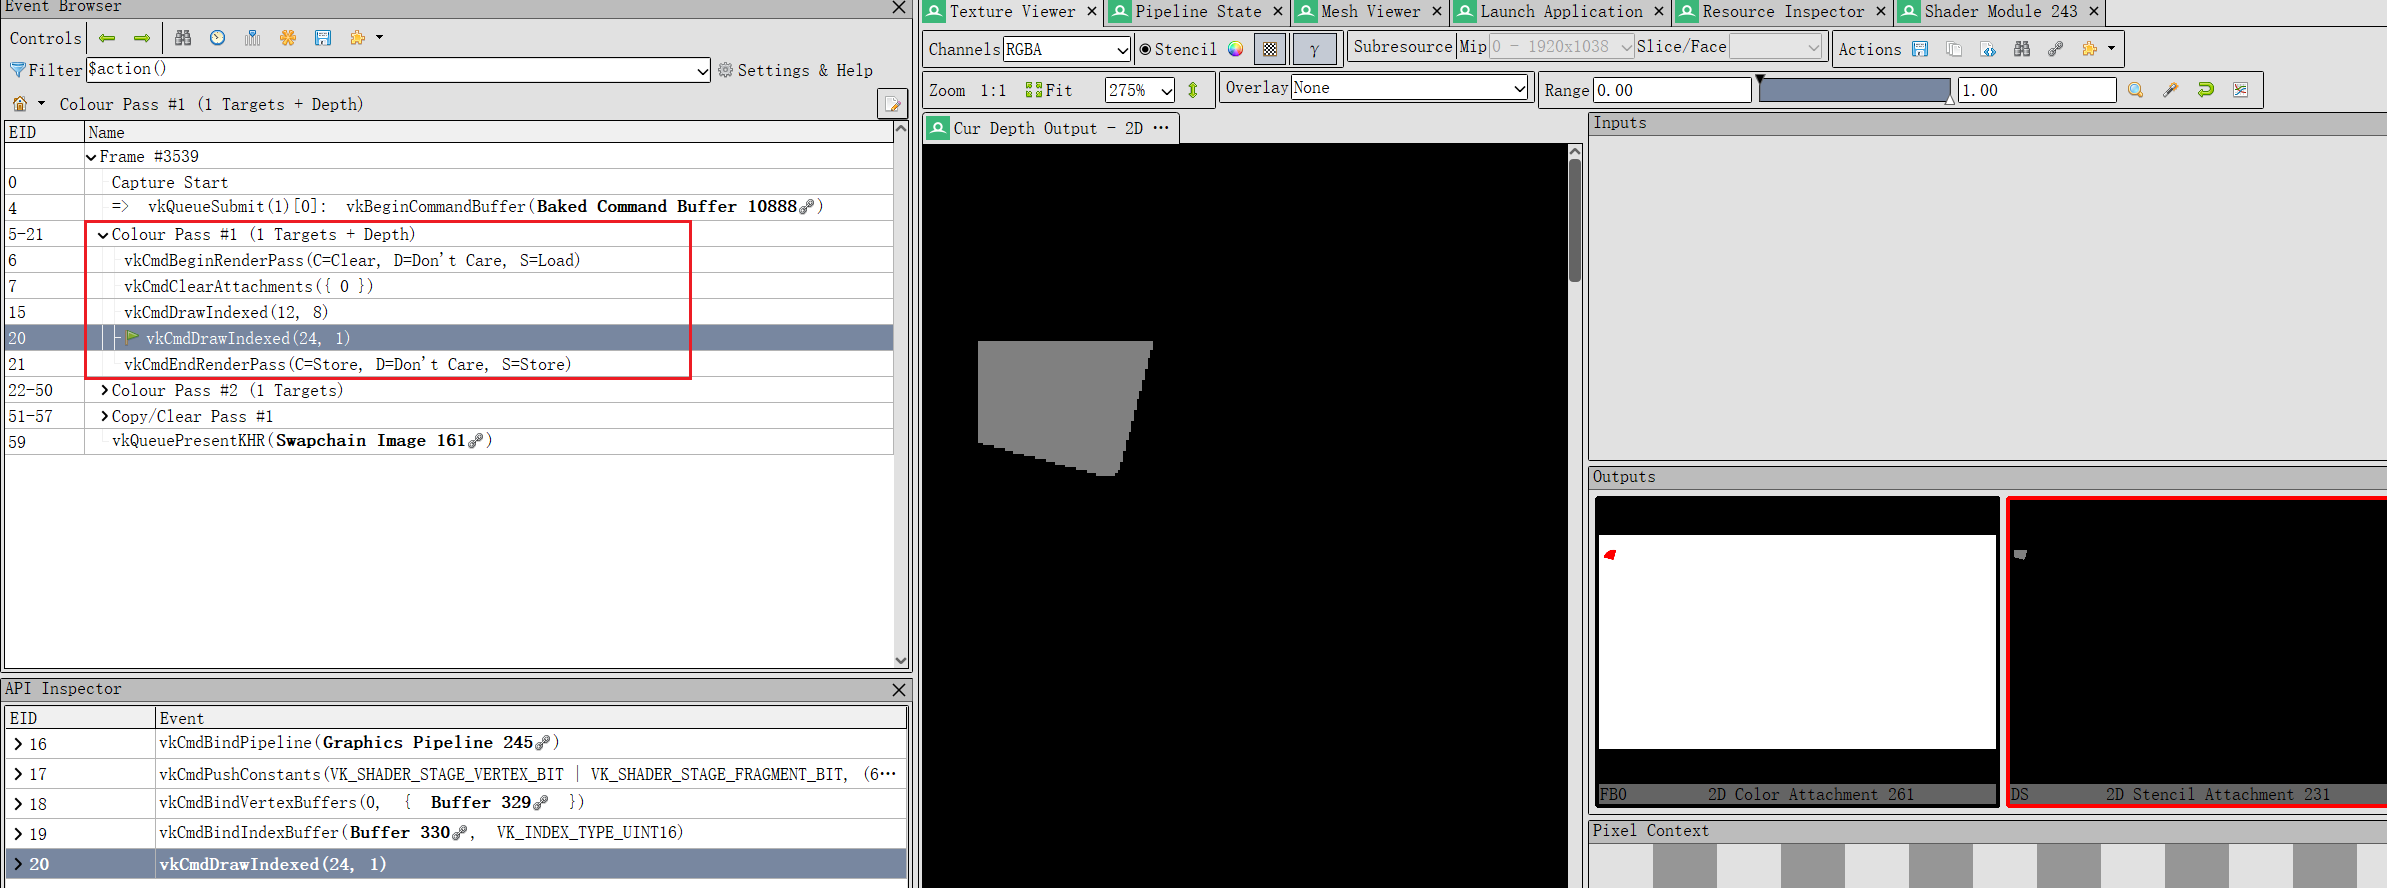 Event Browser
Controls
Filter $action() Settings & Help
Colour Pass #1 (1 Targets + Depth)
EID Name
Frame #3539
0 Capture Start
4 => vkQueueSubmit(1)[0]: vkBeginCommandBuffer(Baked Command Buffer 10888)
5-21 Colour Pass #1 (1 Targets + Depth)
6 vkCmdBeginRenderPass(C=Clear, D=Don't Care, S=Load)
7 vkCmdClearAttachments({ 0 })
15 vkCmdDrawIndexed(12, 8)
20 vkCmdDrawIndexed(24, 1)
21 vkCmdEndRenderPass(C=Store, D=Don't Care, S=Store)
22-50 Colour Pass #2 (1 Targets)
51-57 Copy/Clear Pass #1
59 vkQueuePresentKHR(Swapchain Image 161)
API Inspector
EID Event
16 vkCmdBindPipeline(Graphics Pipeline 245)
17 vkCmdPushConstants(VK_SHADER_STAGE_VERTEX_BIT | VK_SHADER_STAGE_FRAGMENT_BIT, (6…
18 vkCmdBindVertexBuffers(0, { Buffer 329 })
19 vkCmdBindIndexBuffer(Buffer 330, VK_INDEX_TYPE_UINT16)
20 vkCmdDrawIndexed(24, 1)
Texture Viewer × Pipeline State × Mesh Viewer × Launch Application × Resource Inspector × Shader Module 243 ×
Channels RGBA Stencil γ Subresource Mip 0 - 1920x1038 Slice/Face Actions
Zoom 1:1 Fit 275% Overlay None Range 0.00 1.00
Cur Depth Output - 2D …
Inputs
Outputs
FB0 2D Color Attachment 261
DS 2D Stencil Attachment 231
Pixel Context